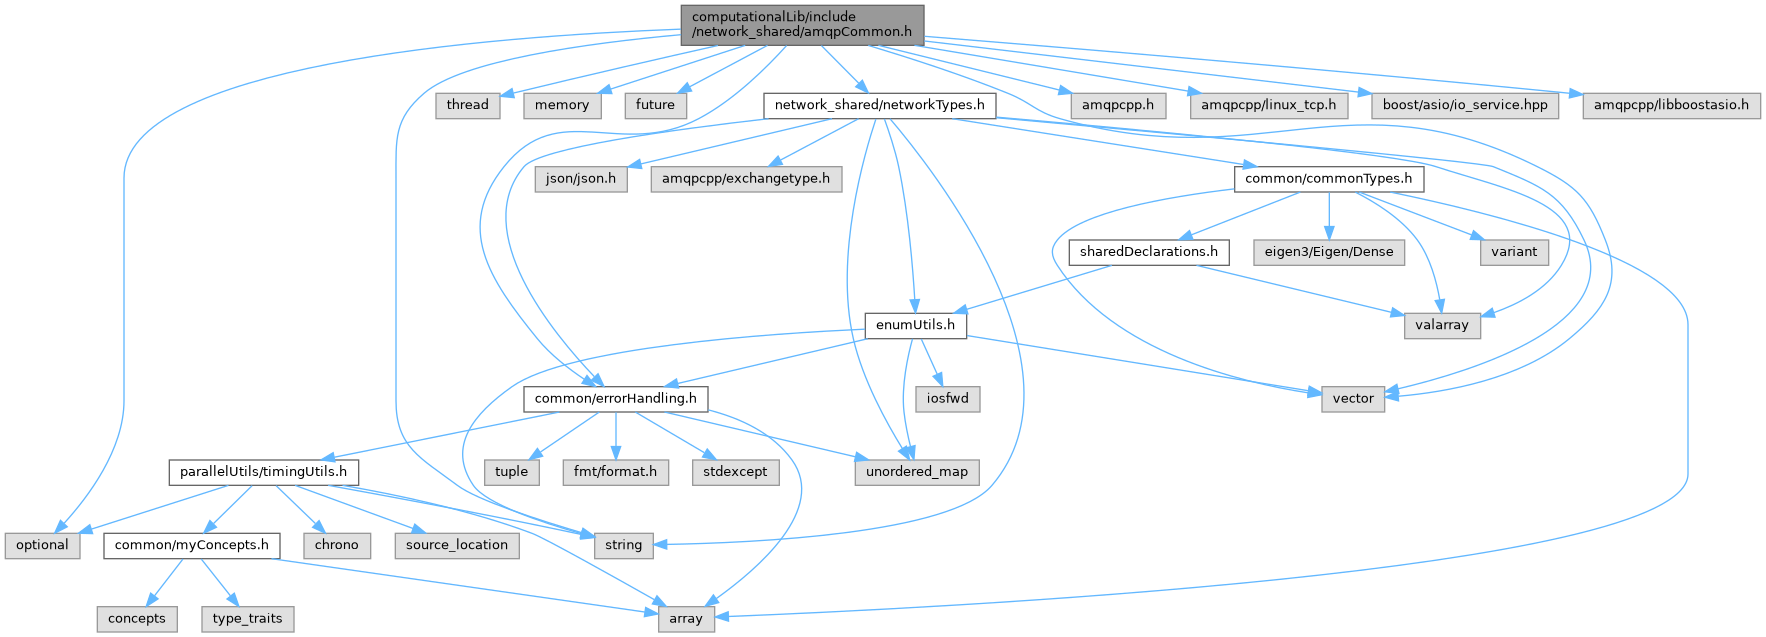 computationalLib/include
/network_shared/amqpCommon.h
thread
memory
future
network_shared/networkTypes.h
amqpcpp.h
amqpcpp/linux_tcp.h
boost/asio/io_service.hpp
amqpcpp/libboostasio.h
json/json.h
amqpcpp/exchangetype.h
common/commonTypes.h
sharedDeclarations.h
eigen3/Eigen/Dense
variant
enumUtils.h
valarray
common/errorHandling.h
iosfwd
vector
parallelUtils/timingUtils.h
tuple
fmt/format.h
stdexcept
unordered_map
optional
common/myConcepts.h
chrono
source_location
string
concepts
type_traits
array